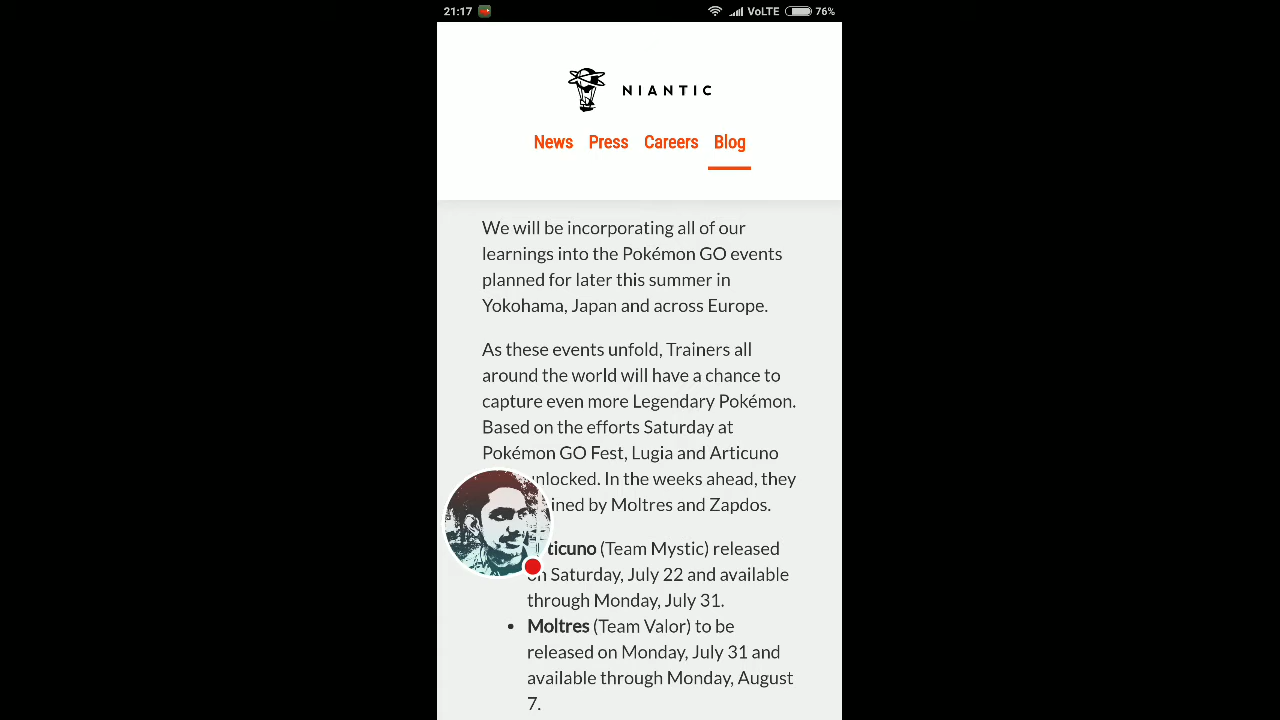 21:17 VoLTE 76%
NIANTIC
News Press Careers Blog
We will be incorporating all of our
learnings into the Pokémon GO events
planned for later this summer in
Yokohama, Japan and across Europe.
As these events unfold, Trainers all
around the world will have a chance to
capture even more Legendary Pokémon.
Based on the efforts Saturday at
Pokémon GO Fest, Lugia and Articuno
In the weeks ahead, they
by Moltres and Zapdos.
(Team Mystic) released
on Saturday, July 22 and available
through Monday, July 31.
• Moltres (Team Valor) to be
released on Monday, July 31 and
available through Monday, August
7.